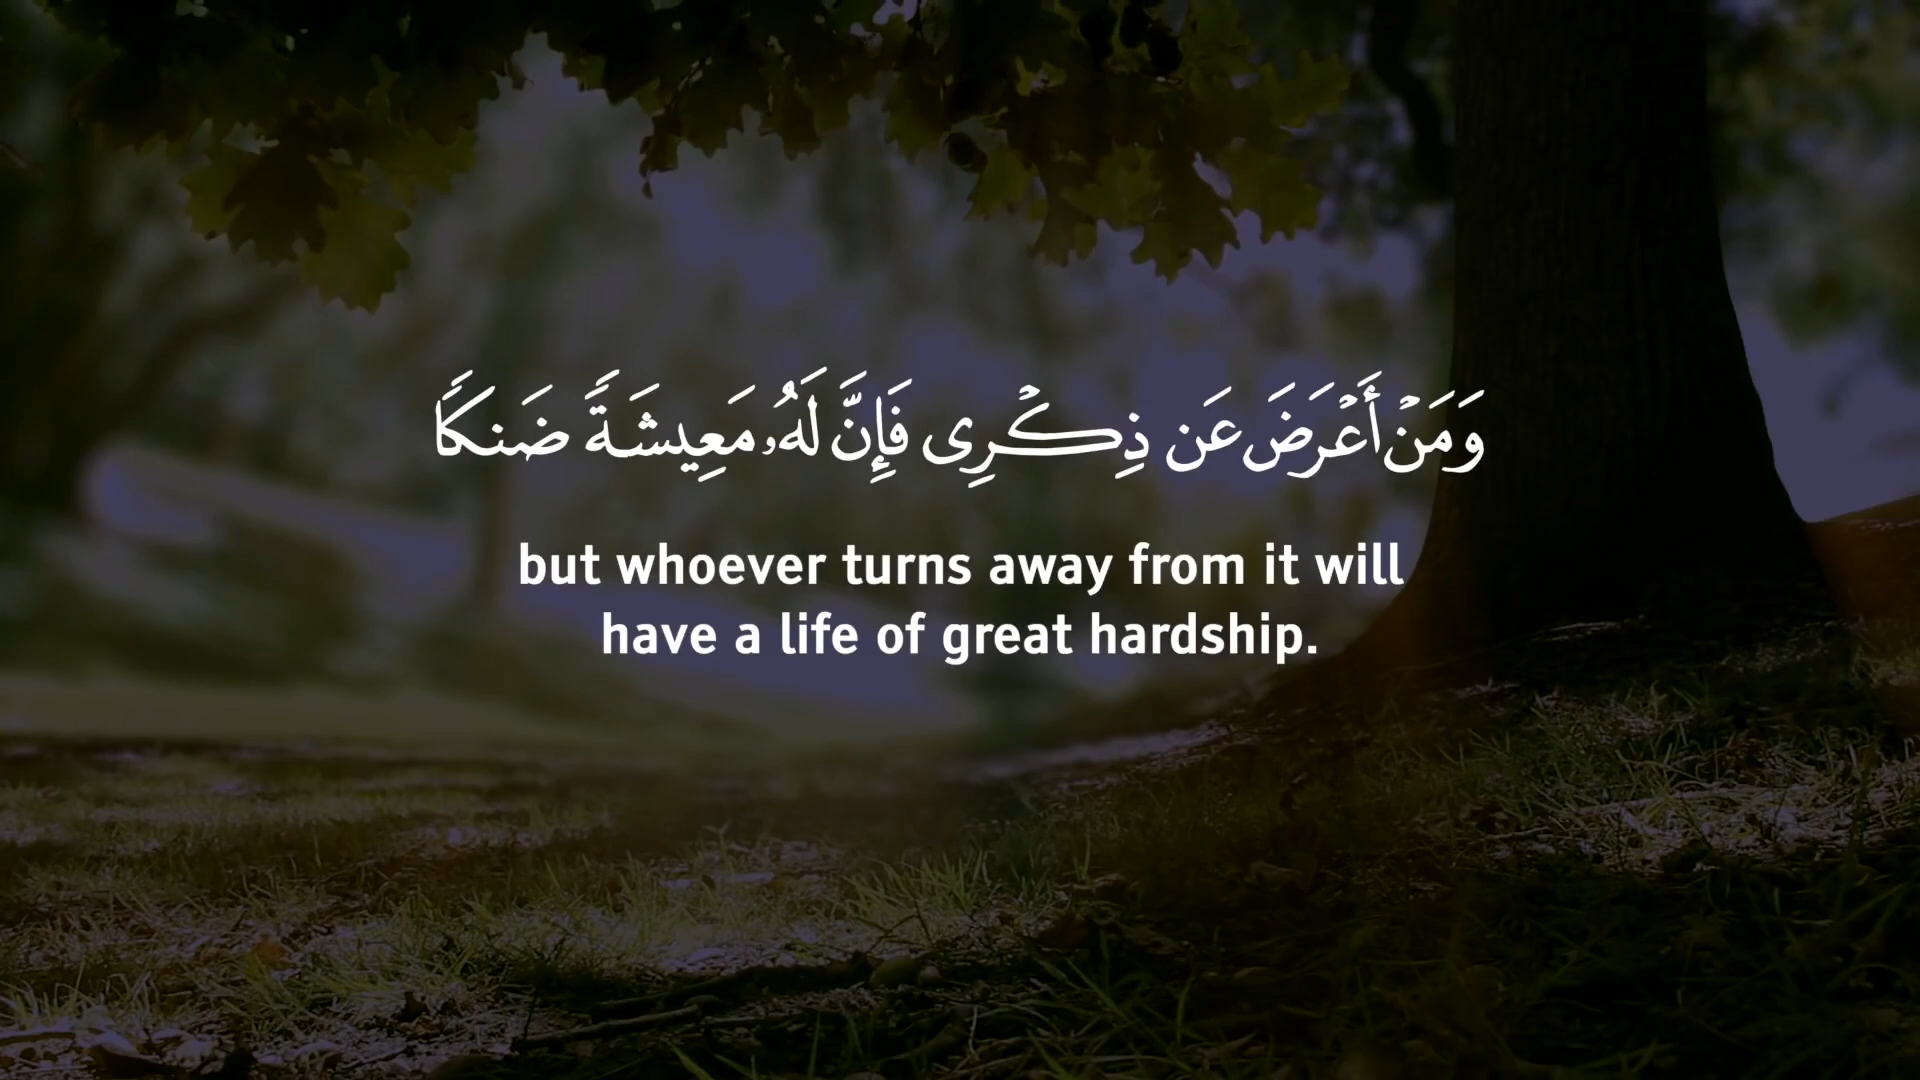 وَمَنْ أَعْرَضَ عَن ذِكْرِى فَإِنَّ لَهُۥ مَعِيشَةً ضَنكًا
but whoever turns away from it will
have a life of great hardship.